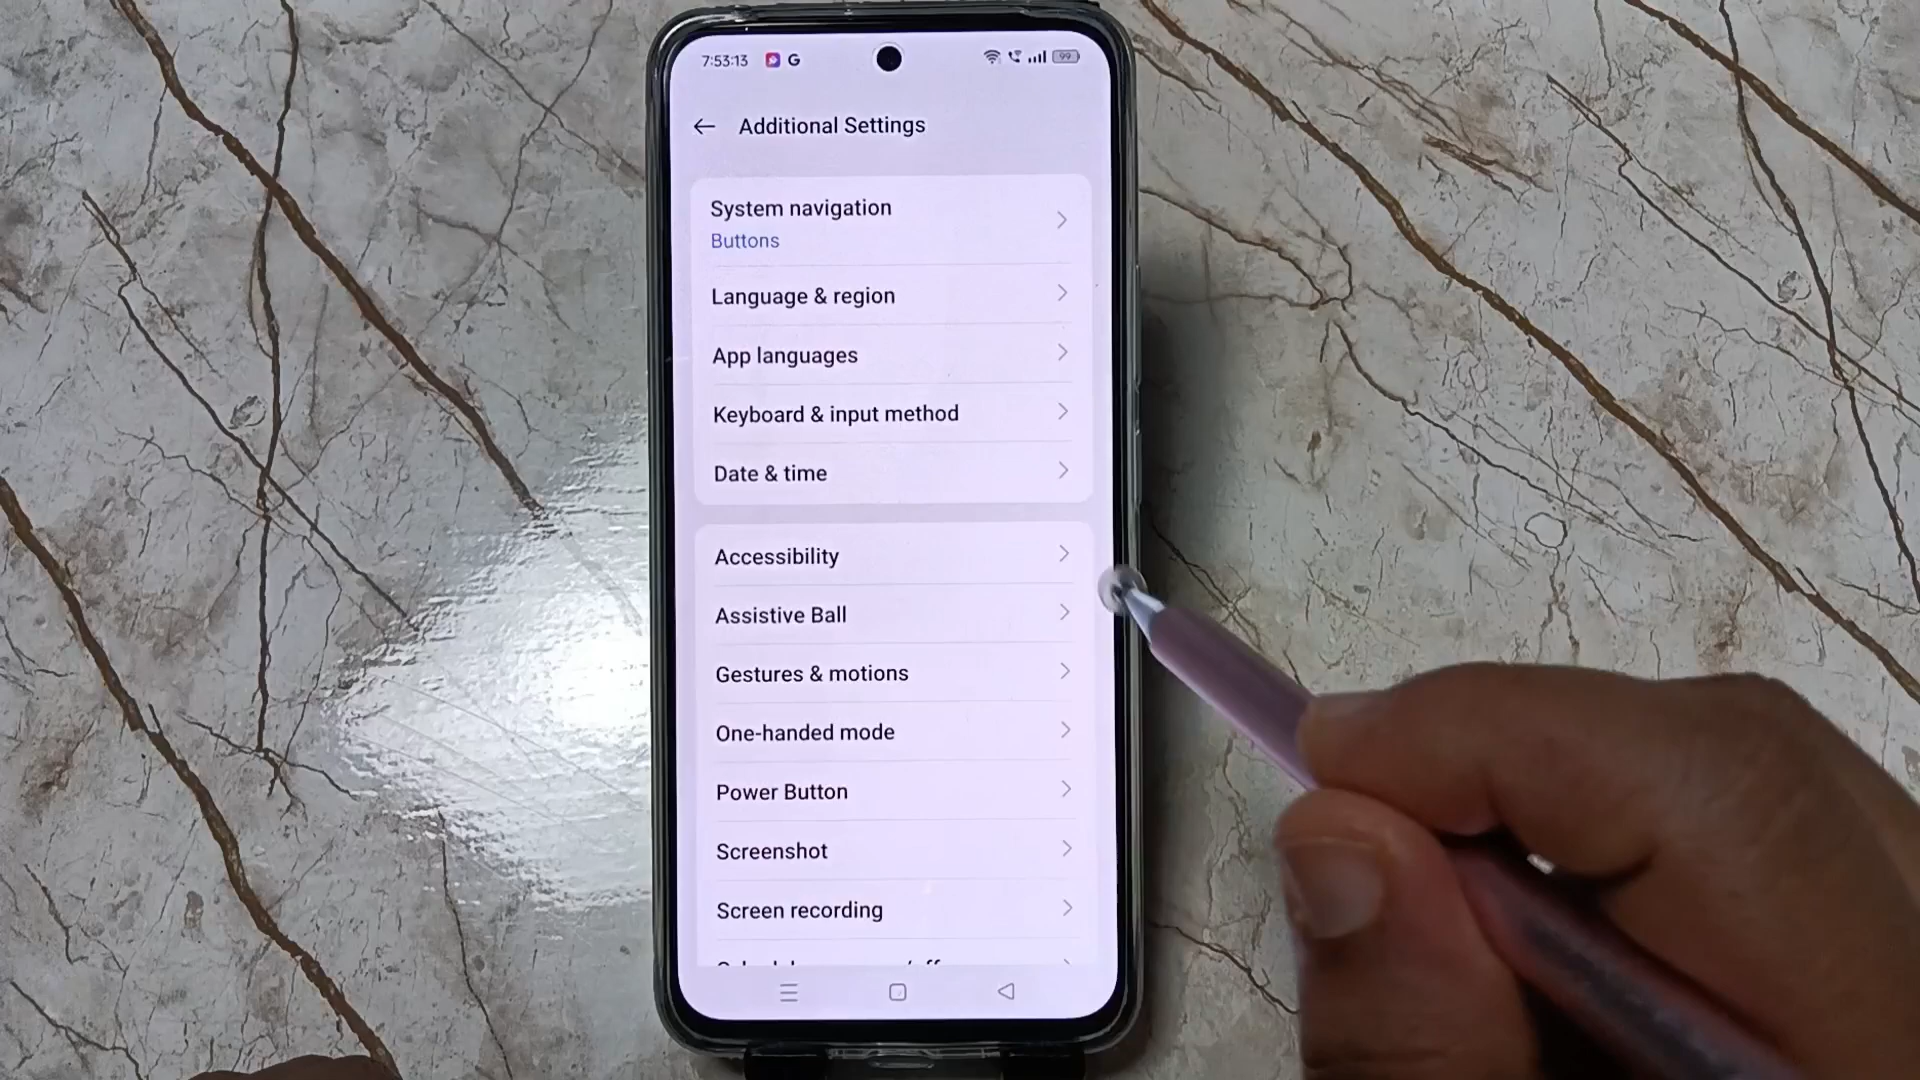 7:53:13 G 99
Additional Settings
System navigation
Buttons
Language & region
App languages
Keyboard & input method
Date & time
Accessibility
Assistive Ball
Gestures & motions
One-handed mode
Power Button
Screenshot
Screen recording